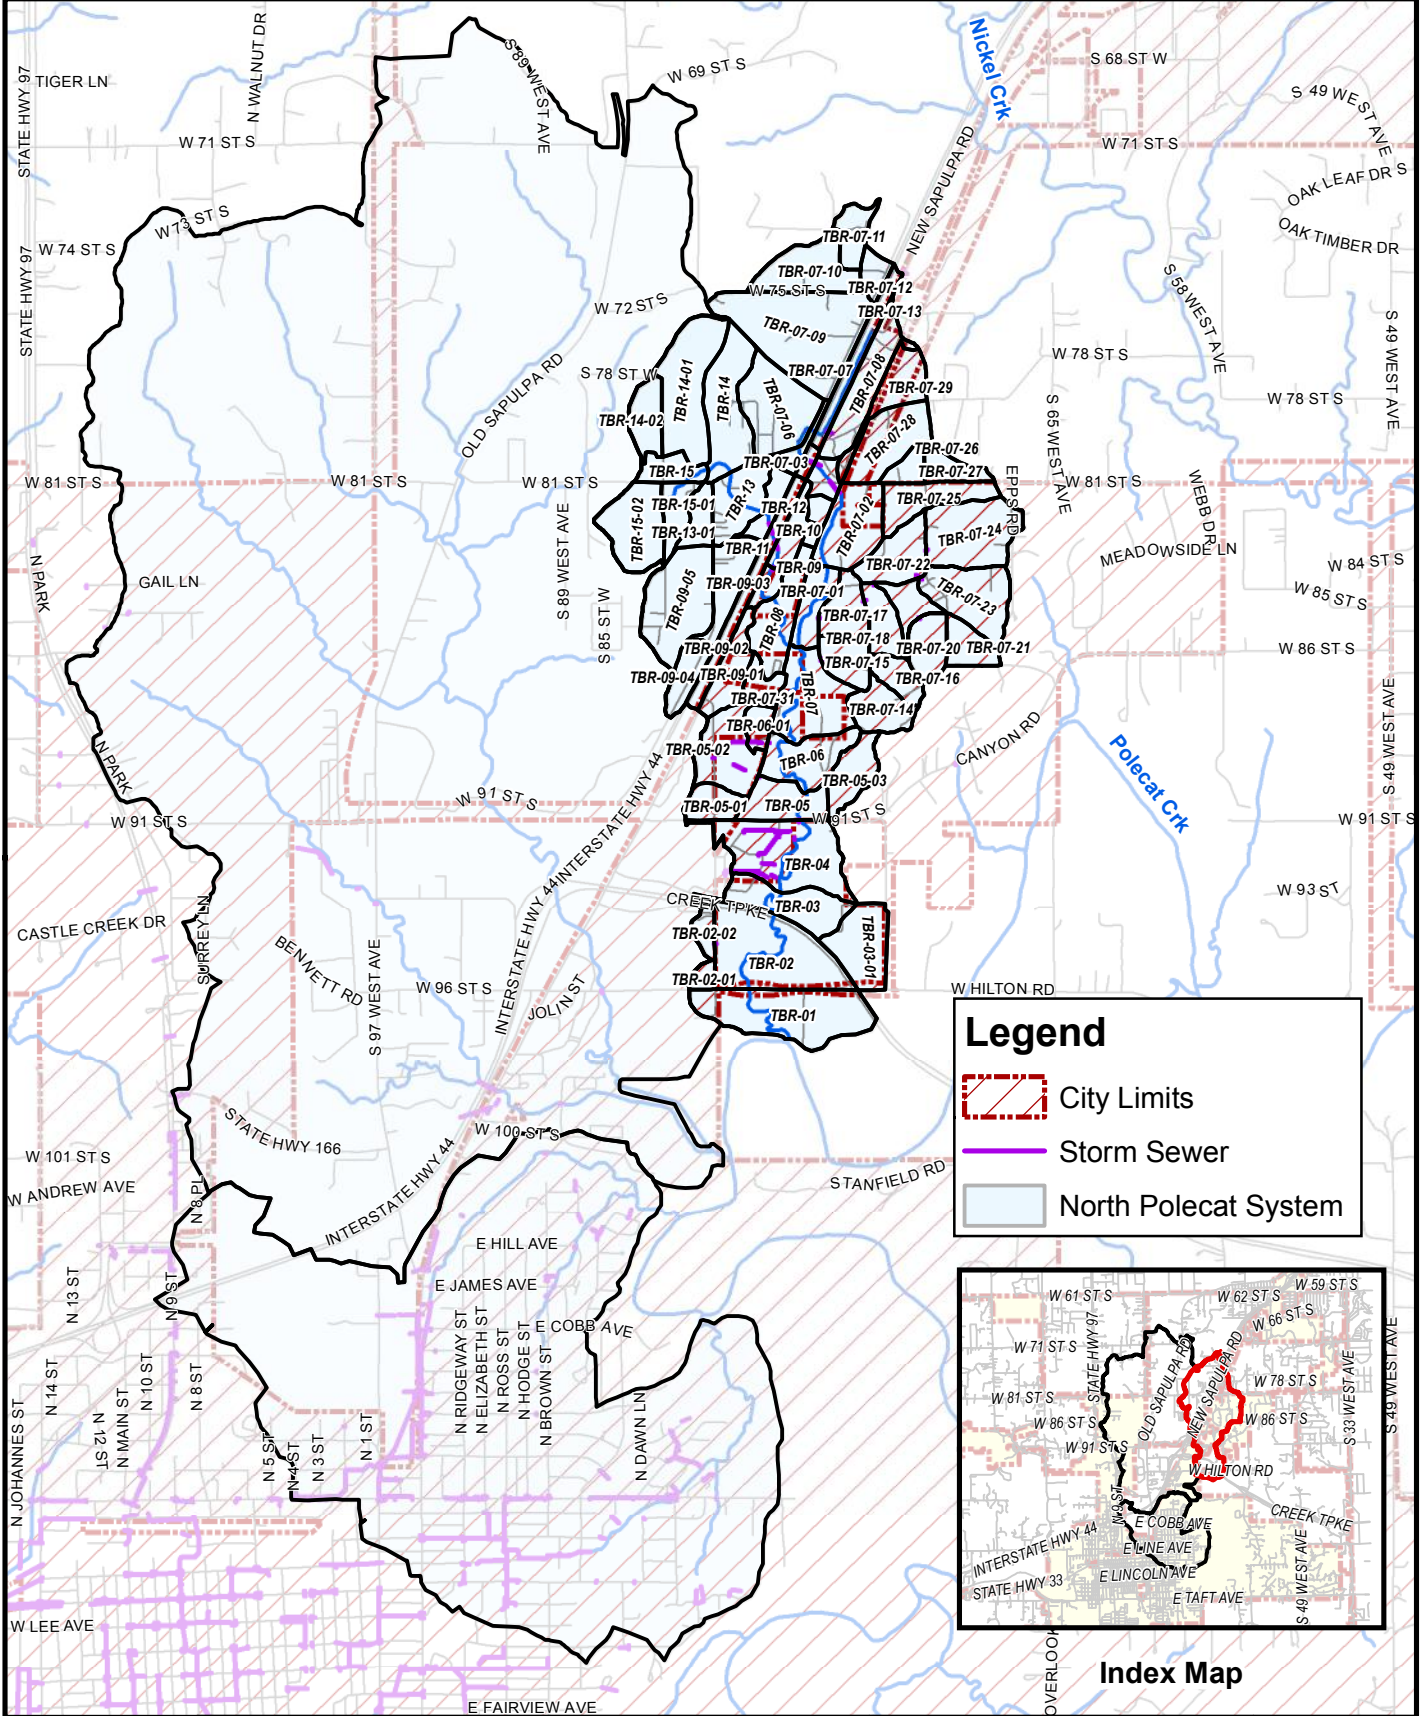 Nickel Crk
S 68 ST W
N WALNUT DR
S 89 WEST AVE
W 69 ST S
STATE HWY 97
TIGER LN
S 49 WEST AVE
W 71 ST S
W 71 ST S
NEW SAPULPA RD
OAK LEAF DR S
OAK TIMBER DR
W 73 ST S
W 74 ST S
STATE HWY 97
TBR-07-11
TBR-07-10
W 75 ST S
TBR-07-12
TBR-07-13
S 58 WEST AVE
W 72 ST S
TBR-07-09
S 49 WEST AVE
OLD SAPULPA RD
S 78 ST W
TBR-14-01
TBR-14
TBR-07-06
TBR-07-07
TBR-07-08
TBR-07-29
W 78 ST S
W 78 ST S
TBR-14-02
TBR-07-28
S 65 WEST AVE
TBR-07-26
TBR-07-27
TBR-07-03
TBR-15
W 81 ST S
W 81 ST S
W 81 ST S
W 81 ST S
EPPS RD
WEBB DR
TBR-15-02
TBR-15-01
TBR-13
TBR-12
TBR-07-02
TBR-07-25
S 89 WEST AVE
TBR-13-01
TBR-10
TBR-07-24
TBR-11
MEADOWSIDE LN
W 84 ST S
N PARK
GAIL LN
TBR-09
TBR-07-22
TBR-09-05
TBR-09-03
TBR-07-01
TBR-07-23
W 85 ST S
S 85 ST W
TBR-08
TBR-07-17
TBR-07-18
TBR-09-02
TBR-07-20
TBR-07-21
W 86 ST S
TBR-07-15
TBR-09-04
TBR-09-01
TBR-07-16
TBR-07-31
TBR-07
TBR-07-14
TBR-06-01
CANYON RD
S 49 WEST AVE
N PARK
TBR-05-02
TBR-06
Polecat Crk
INTERSTATE HWY 44
TBR-05-03
W 91 ST S
TBR-05-01
TBR-05
W 91 ST S
W 91 ST S
W 91 ST S
INTERSTATE HWY 44
TBR-04
W 93 ST
CREEK TPKE
TBR-03
CASTLE CREEK DR
SURREY LN
TBR-02-02
TBR-03-01
BENNETT RD
S 97 WEST AVE
TBR-02
TBR-02-01
W 96 ST S
W HILTON RD
JOLIN ST
TBR-01
Legend
City Limits
Storm Sewer
North Polecat System
STATE HWY 166
W 100 ST S
W 101 ST S
STANFIELD RD
W ANDREW AVE
N 8 PL
INTERSTATE HWY 44
E HILL AVE
N 13 ST
N 9 ST
E JAMES AVE
E COBB AVE
N 14 ST
N 10 ST
N 8 ST
N RIDGEWAY ST
N ELIZABETH ST
N ROSS ST
N HODGE ST
N BROWN ST
N JOHANNES ST
N 12 ST
N MAIN ST
N 5 ST
N 4 ST
N 3 ST
N 1 ST
N DAWN LN
W LEE AVE
E FAIRVIEW AVE
OVERLOOK
S 49 WEST AVE
W 59 ST S
W 61 ST S
W 62 ST S
W 66 ST S
W 71 ST S
STATE HWY 97
OLD SAPULPA RD
NEW SAPULPA RD
W 78 ST S
W 81 ST S
S 33 WEST AVE
W 86 ST S
W 86 ST S
W 91 ST S
W HILTON RD
N 9 ST
CREEK TPKE
E COBB AVE
INTERSTATE HWY 44
E LINE AVE
STATE HWY 33
E LINCOLN AVE
S 49 WEST AVE
E TAFT AVE
Index Map